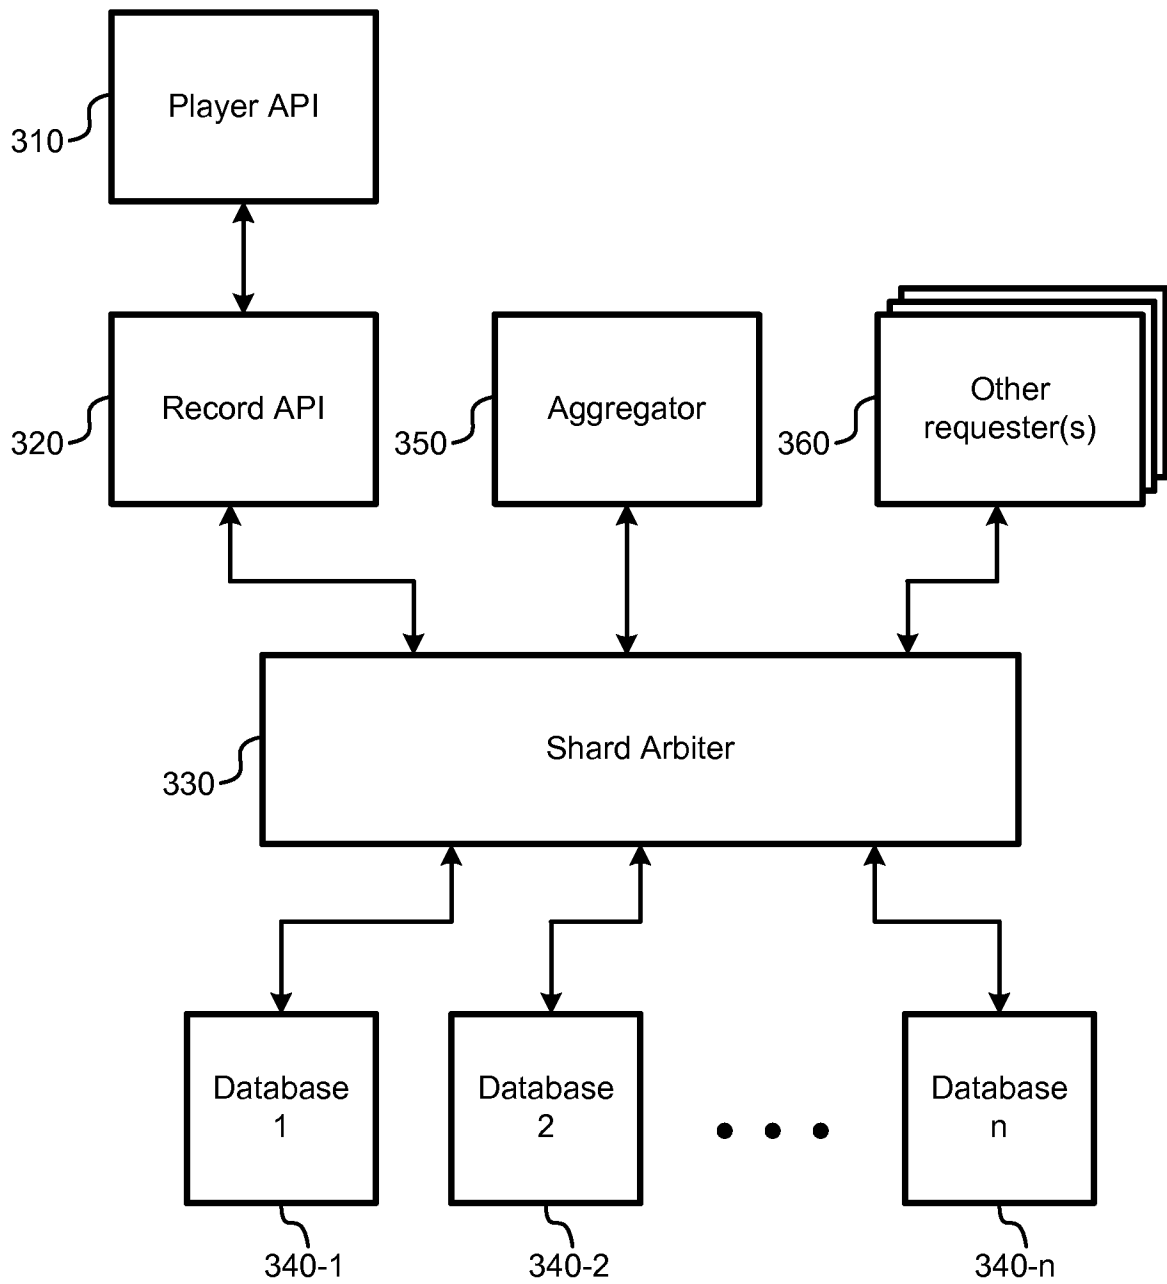 Player API
310
Record API
320
Aggregator
350
Other
requester(s)
360
Shard Arbiter
330
Database
1
Database
2
Database
n
340-1
340-2
340-n